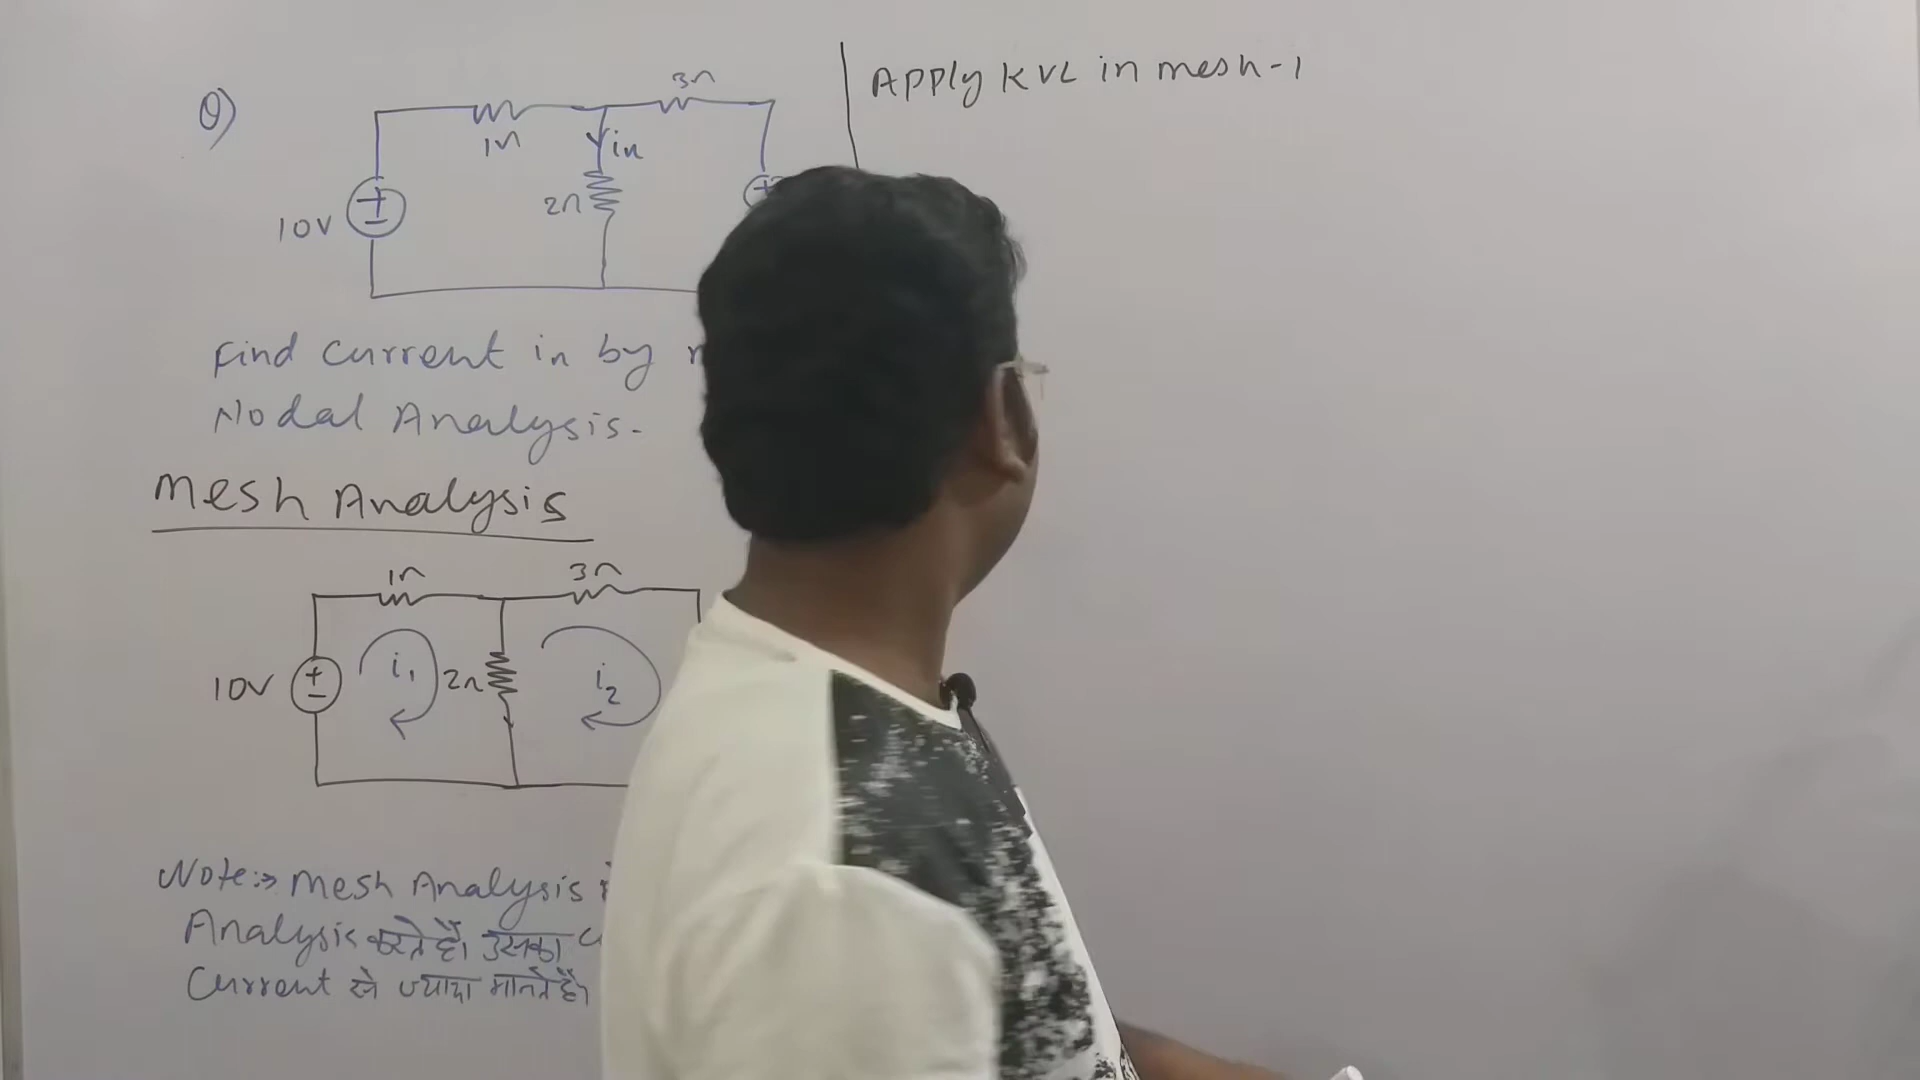 Q)
3Ω
1Ω
in
2Ω
10V
+
-
+
Find current in by
Nodal Analysis.
Mesh Analysis
1Ω
3Ω
10V
+
-
i1
2Ω
i2
Note:→ Mesh Analysis
Analysis करते हैं। उसका
Current से ज्यादा मानते हैं।
Apply KVL in mesh-1